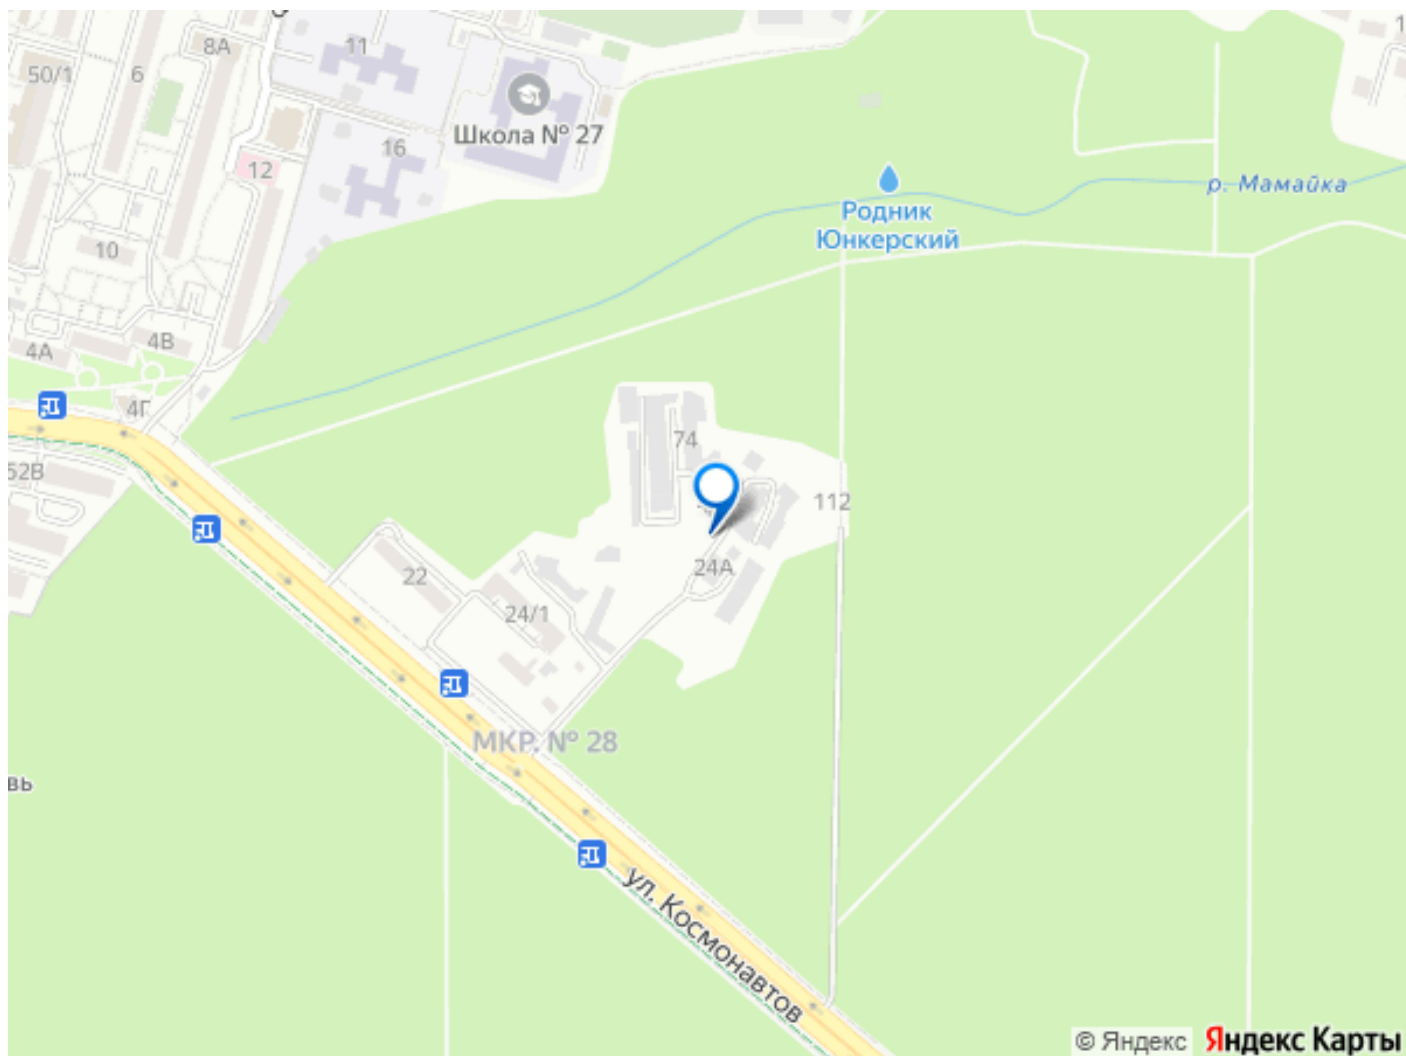 8А
11
50/1
6
Школа № 27
16
12
р. Мамайка
Родник
Юнкерский
10
4В
4А
4Г
74
52В
112
24А
22
24/1
МКР. № 28
вь
ул. Космонавтов
© Яндекс Яндекс Карты